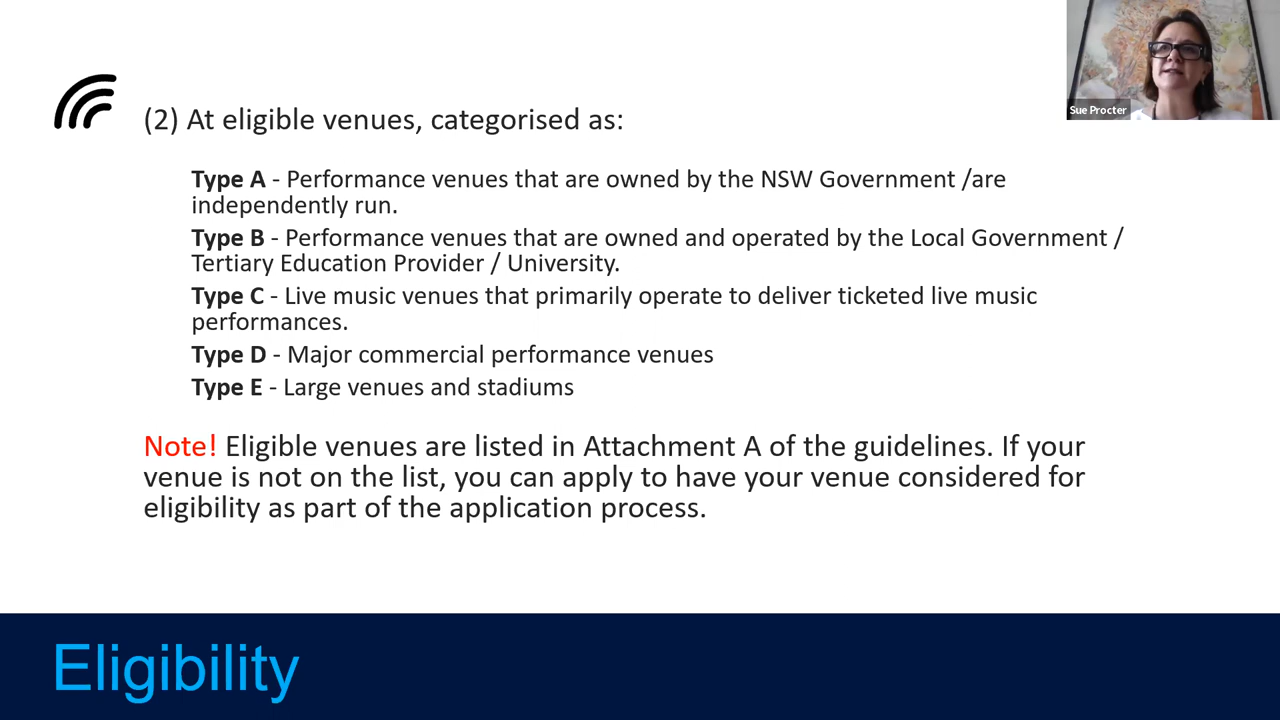 Sue Procter
(2) At eligible venues, categorised as:
Type A - Performance venues that are owned by the NSW Government /are
independently run.
Type B - Performance venues that are owned and operated by the Local Government /
Tertiary Education Provider / University.
Type C - Live music venues that primarily operate to deliver ticketed live music
performances.
Type D - Major commercial performance venues
Type E - Large venues and stadiums
Note! Eligible venues are listed in Attachment A of the guidelines. If your
venue is not on the list, you can apply to have your venue considered for
eligibility as part of the application process.
Eligibility